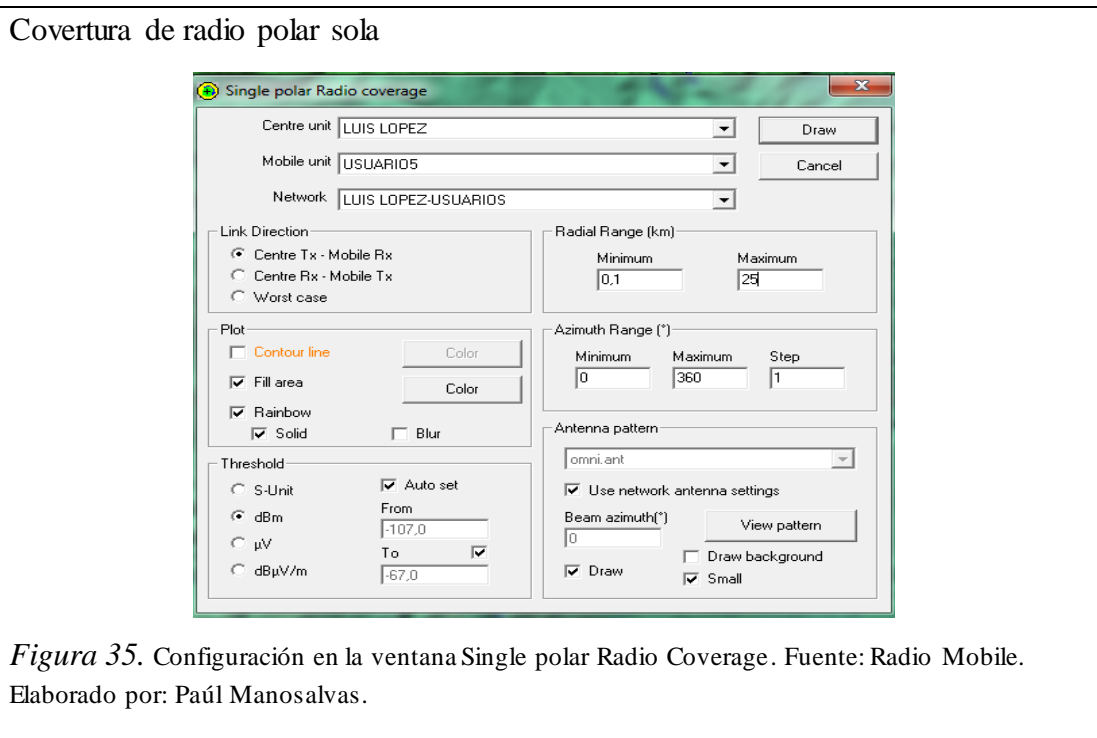 Covertura de radio polar sola
Single polar Radio coverage
Centre unit LUIS LOPEZ
Draw
Mobile unit USUARIO5
Cancel
Network LUIS LOPEZ-USUARIOS
Link Direction
Centre Tx - Mobile Rx
Centre Rx - Mobile Tx
Worst case
Radial Range (km)
Minimum Maximum
0,1 25
Plot
Contour line Color
Fill area Color
Rainbow
Solid Blur
Azimuth Range (°)
Minimum Maximum Step
0 360 1
Threshold
S-Unit Auto set
From
dBm
-107,0
µV
To
dBµV/m
-67,0
Antenna pattern
omni.ant
Use network antenna settings
Beam azimuth(°) View pattern
0
Draw background
Draw
Small
Figura 35. Configuración en la ventana Single polar Radio Coverage. Fuente: Radio Mobile.
Elaborado por: Paúl Manosalvas.